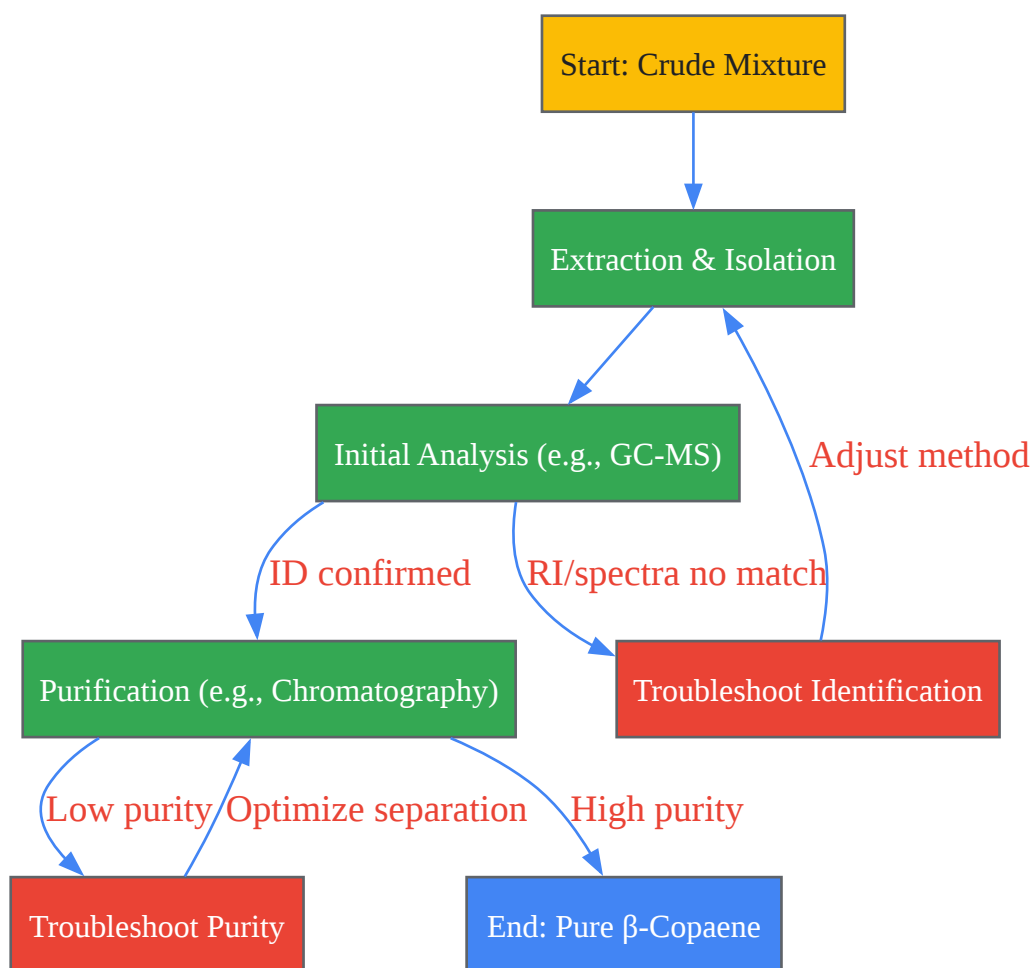 Start: Crude Mixture
Extraction & Isolation
Initial Analysis (e.g., GC-MS)
Adjust method
ID confirmed
RI/spectra no match
Purification (e.g., Chromatography)
Troubleshoot Identification
Low purity
Optimize separation
High purity
Troubleshoot Purity
End: Pure β-Copaene